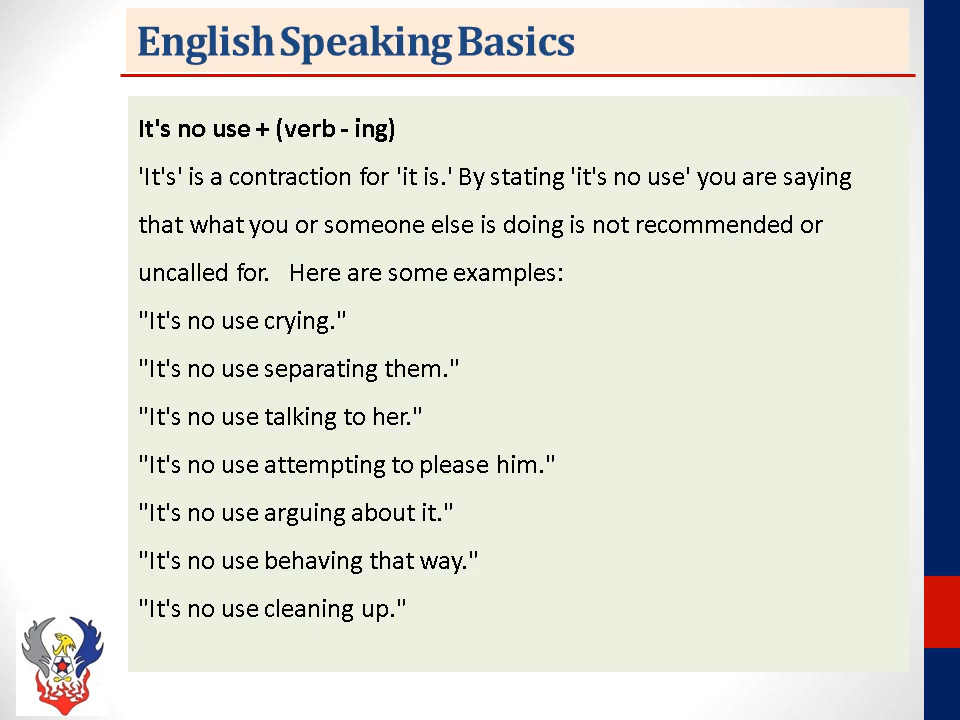 English Speaking Basics
It's no use + (verb - ing)
'It's' is a contraction for 'it is.' By stating 'it's no use' you are saying
that what you or someone else is doing is not recommended or
uncalled for.   Here are some examples:
"It's no use crying."
"It's no use separating them."
"It's no use talking to her."
"It's no use attempting to please him."
"It's no use arguing about it."
"It's no use behaving that way."
"It's no use cleaning up."